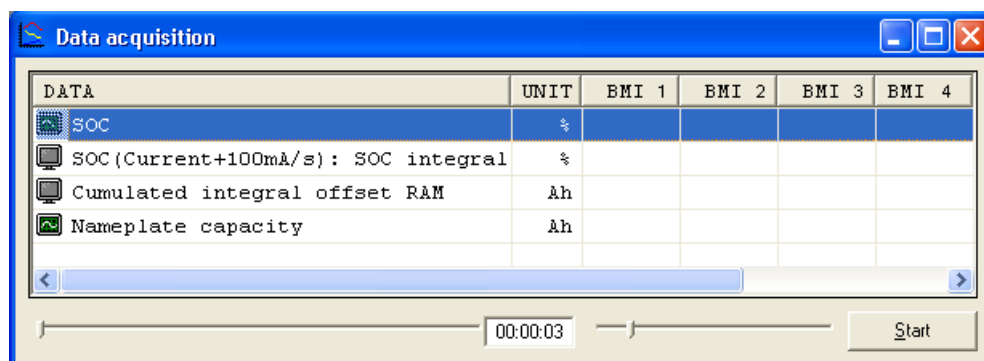 Data acquisition
DATA UNIT BMI 1 BMI 2 BMI 3 BMI 4
SOC %
SOC(Current+100mA/s): SOC integral %
Cumulated integral offset RAM Ah
Nameplate capacity Ah
00:00:03 Start